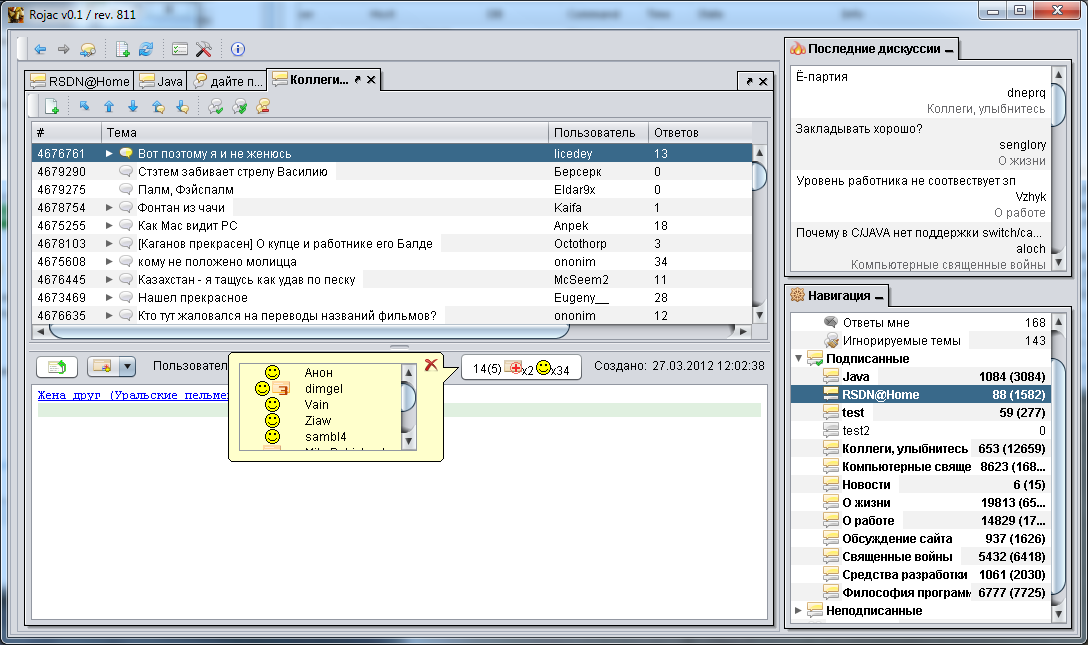 Rojac v0.1 / rev. 811
RSDN@Home
Java
дайте п...
Коллеги...
# Тема Пользователь Ответов
4676761 Вот поэтому я и не женюсь licedey 13
4679290 Стэтем забивает стрелу Василию Берсерк 0
4679275 Палм, Фэйспалм Eldar9x 0
4678754 Фонтан из чачи Kaifa 1
4675255 Как Мас видит PC Anpek 18
4678103 [Каганов прекрасен] О купце и работнике его Балде Octothorp 3
4675608 кому не положено молицца ononim 34
4676445 Казахстан - я тащусь как удав по песку McSeem2 11
4673469 Нашел прекрасное Eugeny__ 28
4676635 Кто тут жаловался на переводы названий фильмов? ononim 12
Пользовател
14(5) x2 x34
Создано: 27.03.2012 12:02:38
Жена друг (Уральские пельме
Анон
3 dimgel
Vain
Ziaw
sambl4
Последние дискуссии
Ё-партия
dneprq
Коллеги, улыбнитесь
Закладывать хорошо?
senglory
О жизни
Уровень работника не соотвествует зп
Vzhyk
О работе
Почему в C/JAVA нет поддержки switch/ca...
aloch
Компьютерные священные войны
Навигация
Ответы мне 168
Игнорируемые темы 143
Подписанные
Java 1084 (3084)
RSDN@Home 88 (1582)
test 59 (277)
test2 0
Коллеги, улыбнитесь 653 (12659)
Компьютерные свяще 8623 (168...
Новости 6 (15)
О жизни 19813 (65...
О работе 14829 (17...
Обсуждение сайта 937 (1626)
Священные войны 5432 (6418)
Средства разработки 1061 (2030)
Философия программ 6777 (7725)
Неподписанные